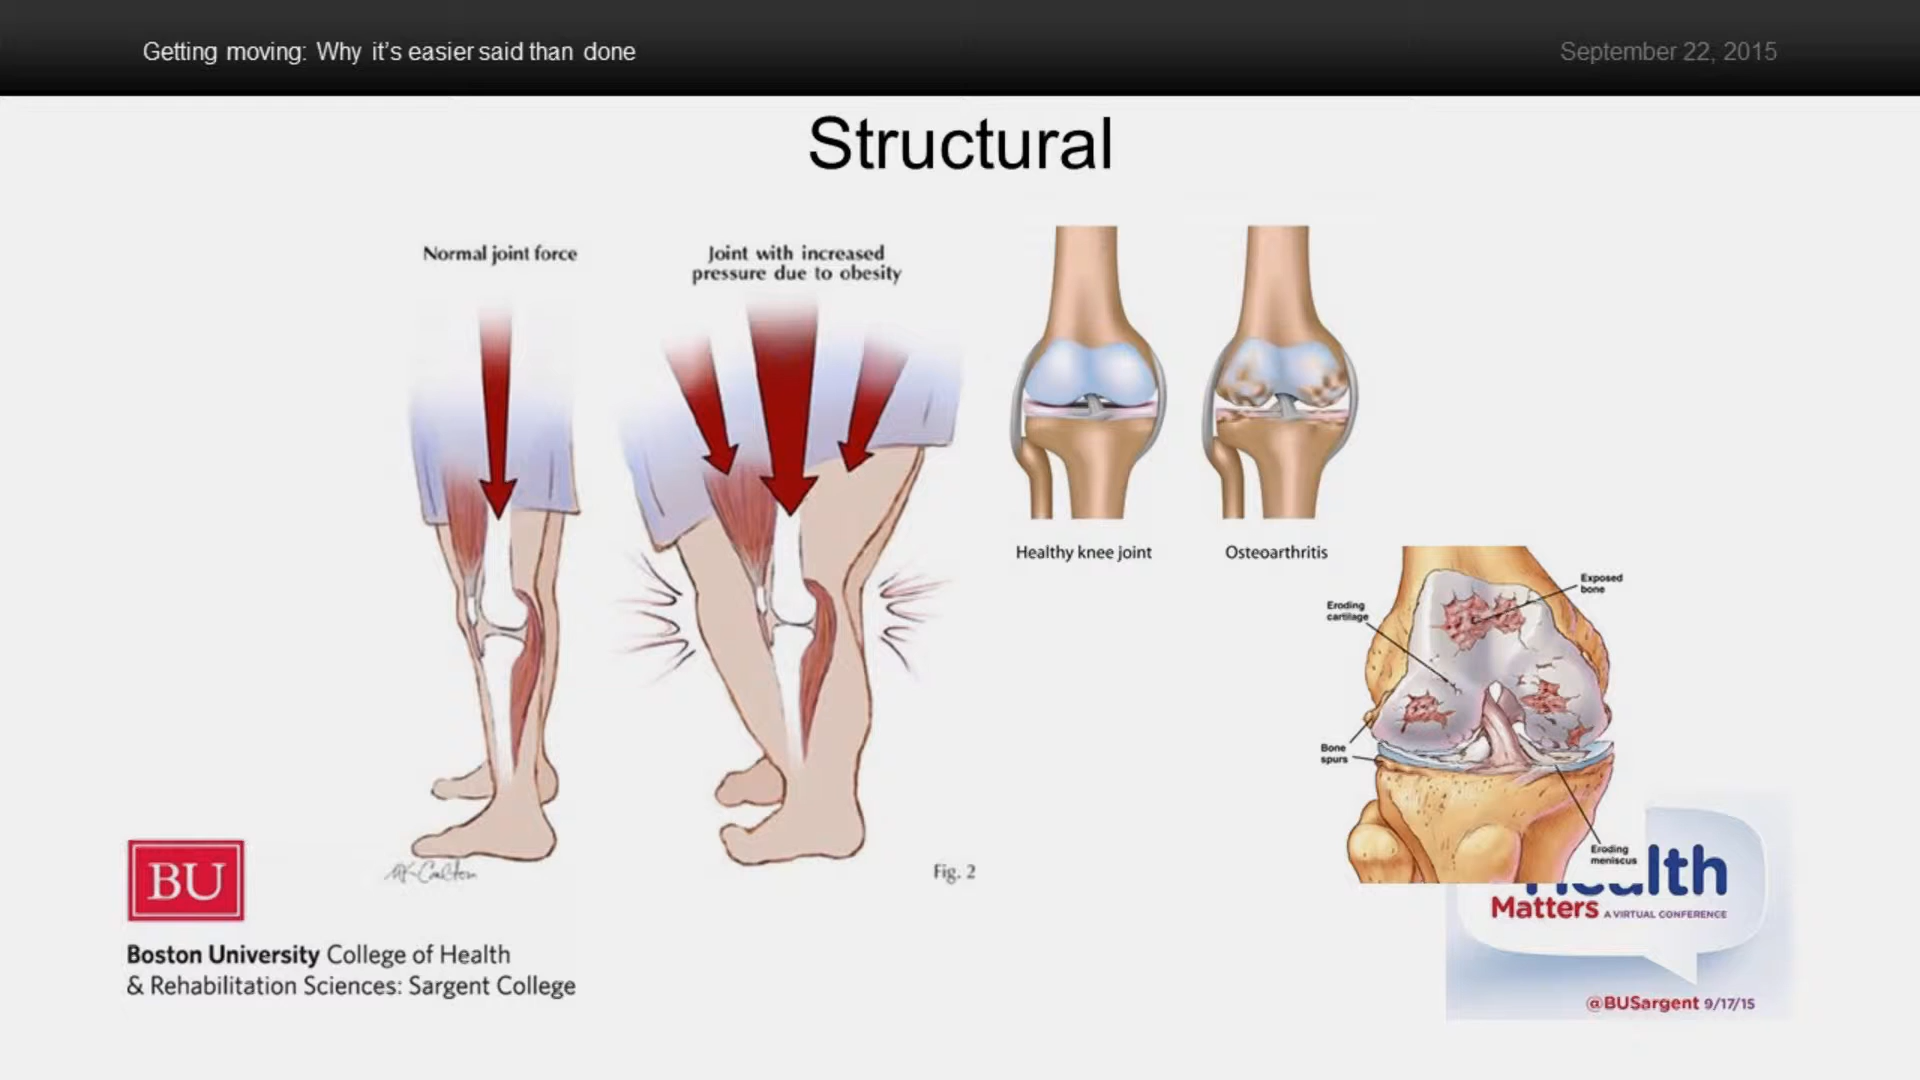 Getting moving: Why it's easier said than done
September 22, 2015
Structural
Normal joint force
Joint with increased
pressure due to obesity
Healthy knee joint
Osteoarthritis
Exposed
bone
Eroding
cartilage
Bone
spurs
Eroding
meniscus
Fig. 2
BU
Boston University College of Health
& Rehabilitation Sciences: Sargent College
Matters A VIRTUAL CONFERENCE
@BUSargent 9/17/15